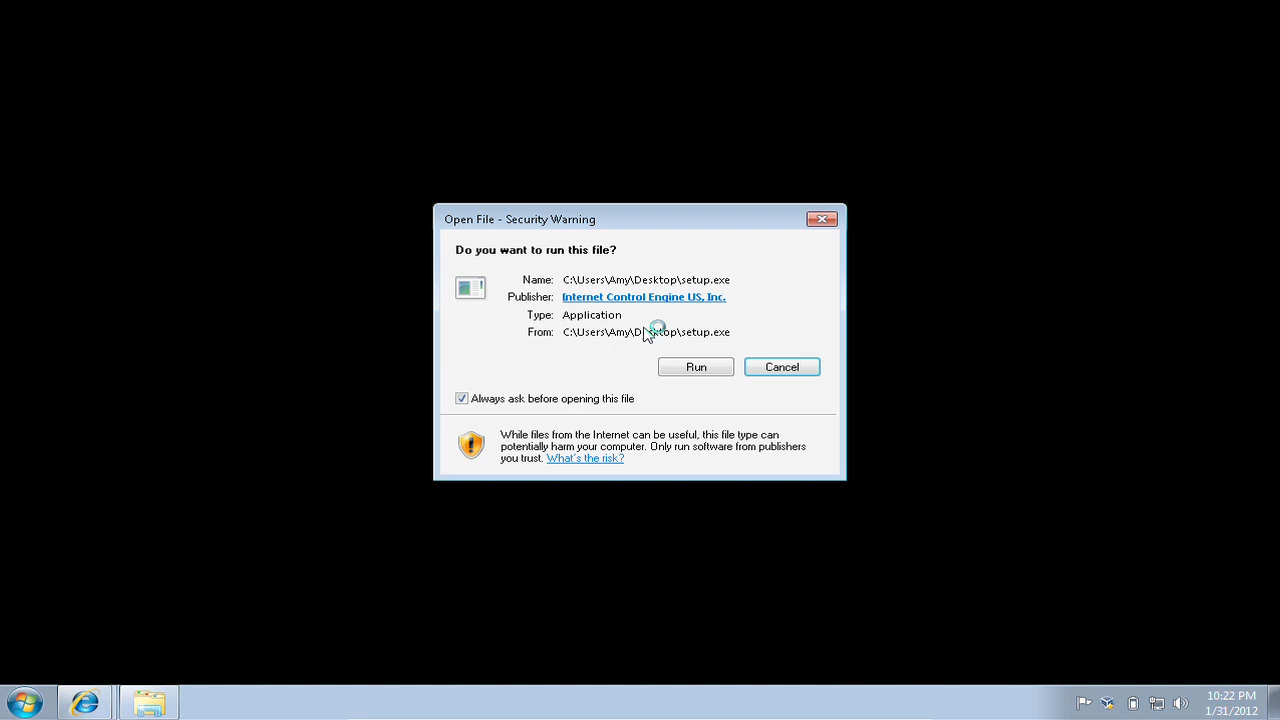 Open File - Security Warning
Do you want to run this file?
Name: C:\Users\Amy\Desktop\setup.exe
Publisher: Internet Control Engine US, Inc.
Type: Application
From: C:\Users\Amy\Desktop\setup.exe
Run Cancel
Always ask before opening this file
While files from the Internet can be useful, this file type can
potentially harm your computer. Only run software from publishers
you trust. What's the risk?
10:22 PM
1/31/2012